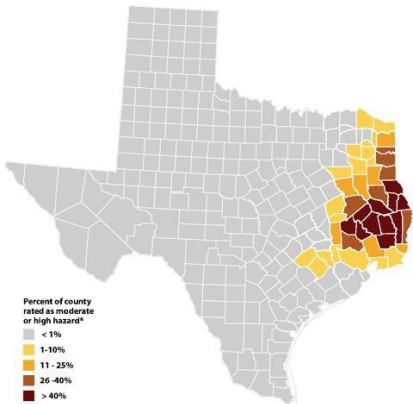 Percent of county
rated as moderate
or high hazard*
< 1%
1-10%
11 - 25%
26 -40%
> 40%